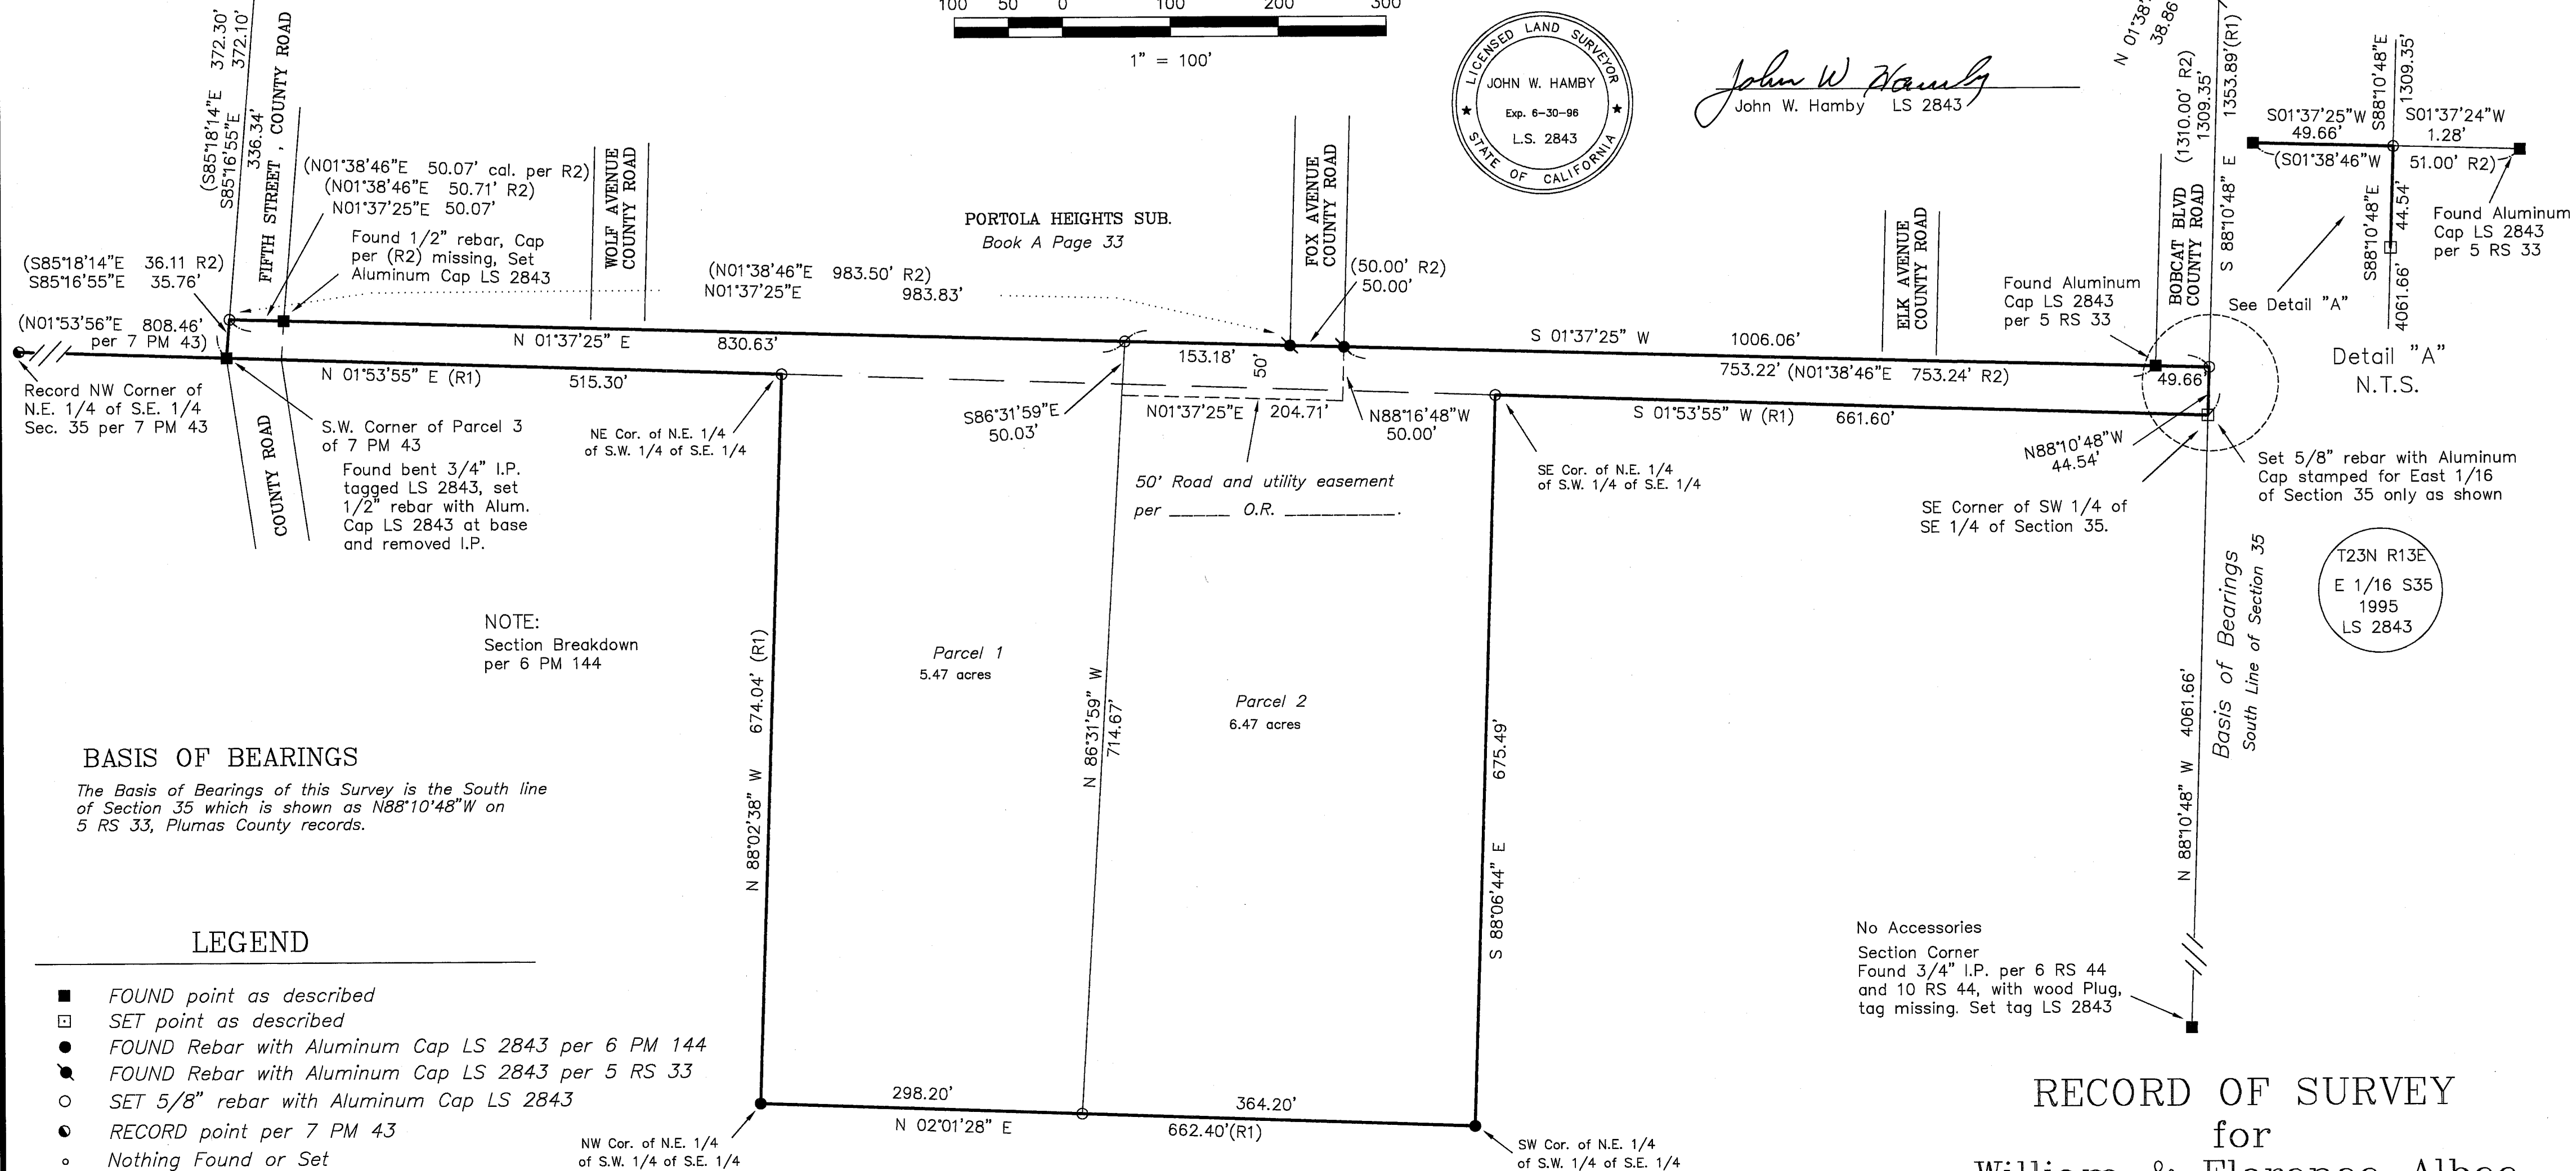 100 50 0 100 200 300
1" = 100'
LICENSED LAND SURVEYOR
JOHN W. HAMBY
Exp. 6-30-96
L.S. 2843
STATE OF CALIFORNIA
John W Hamby
John W. Hamby LS 2843
(S85°18'14"E 372.30'
S85°16'55"E 372.10'
336.34'
FIFTH STREET , COUNTY ROAD
(N01°38'46"E 50.07' cal. per R2)
(N01°38'46"E 50.71' R2)
N01°37'25"E 50.07'
Found 1/2" rebar, Cap
per (R2) missing, Set
Aluminum Cap LS 2843
WOLF AVENUE
COUNTY ROAD
PORTOLA HEIGHTS SUB.
Book A Page 33
(N01°38'46"E 983.50' R2)
N01°37'25"E 983.83'
FOX AVENUE
COUNTY ROAD
(50.00' R2)
50.00'
ELK AVENUE
COUNTY ROAD
Found Aluminum
Cap LS 2843
per 5 RS 33
BOBCAT BLVD
COUNTY ROAD
(1310.00' R2)
1309.35'
S 88°10'48" E 1353.89'(R1)
N 01°38'
38.86'
S01°37'25"W
49.66'
S88°10'48"E
1309.35'
S01°37'24"W
1.28'
(S01°38'46"W 51.00' R2)
S88°10'48"E
44.54'
4061.66'
Found Aluminum
Cap LS 2843
per 5 RS 33
See Detail "A"
Detail "A"
N.T.S.
(S85°18'14"E 36.11 R2)
S85°16'55"E 35.76'
(N01°53'56"E 808.46'
per 7 PM 43)
Record NW Corner of
N.E. 1/4 of S.E. 1/4
Sec. 35 per 7 PM 43
N 01°37'25" E 830.63'
153.18'
50'
S 01°37'25" W 1006.06'
753.22' (N01°38'46"E 753.24' R2)
49.66'
N 01°53'55" E (R1) 515.30'
S86°31'59"E
50.03'
N01°37'25"E 204.71'
N88°16'48"W
50.00'
S 01°53'55" W (R1) 661.60'
N88°10'48"W
44.54'
COUNTY ROAD
S.W. Corner of Parcel 3
of 7 PM 43
Found bent 3/4" I.P.
tagged LS 2843, set
1/2" rebar with Alum.
Cap LS 2843 at base
and removed I.P.
NE Cor. of N.E. 1/4
of S.W. 1/4 of S.E. 1/4
50' Road and utility easement
per _____ O.R. _________.
SE Cor. of N.E. 1/4
of S.W. 1/4 of S.E. 1/4
SE Corner of SW 1/4 of
SE 1/4 of Section 35.
Set 5/8" rebar with Aluminum
Cap stamped for East 1/16
of Section 35 only as shown
T23N R13E
E 1/16 S35
1995
LS 2843
Basis of Bearings
South Line of Section 35
N 88°10'48" W 4061.66'
NOTE:
Section Breakdown
per 6 PM 144
N 88°02'38" W 674.04' (R1)
Parcel 1
5.47 acres
N 86°31'59" W
714.67'
Parcel 2
6.47 acres
S 88°06'44" E 675.49'
BASIS OF BEARINGS
The Basis of Bearings of this Survey is the South line
of Section 35 which is shown as N88°10'48"W on
5 RS 33, Plumas County records.
LEGEND
FOUND point as described
SET point as described
FOUND Rebar with Aluminum Cap LS 2843 per 6 PM 144
FOUND Rebar with Aluminum Cap LS 2843 per 5 RS 33
SET 5/8" rebar with Aluminum Cap LS 2843
RECORD point per 7 PM 43
Nothing Found or Set
298.20'
364.20'
N 02°01'28" E 662.40'(R1)
NW Cor. of N.E. 1/4
of S.W. 1/4 of S.E. 1/4
SW Cor. of N.E. 1/4
of S.W. 1/4 of S.E. 1/4
No Accessories
Section Corner
Found 3/4" I.P. per 6 RS 44
and 10 RS 44, with wood Plug,
tag missing. Set tag LS 2843
RECORD OF SURVEY
for
William & Florence Albee